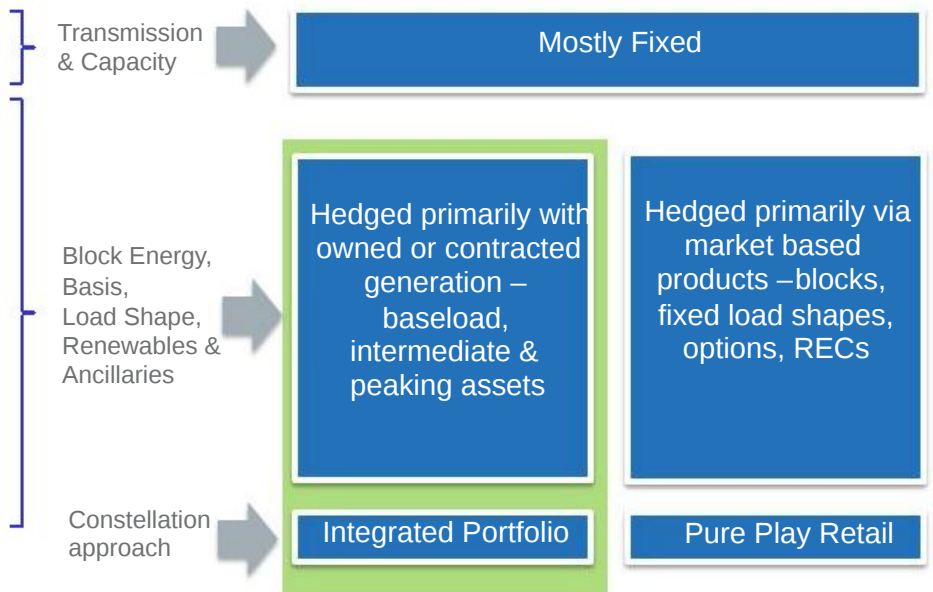 Transmission
& Capacity
Mostly Fixed
Block Energy,
Basis,
Load Shape,
Renewables &
Ancillaries
Hedged primarily with
owned or contracted
generation –
baseload,
intermediate &
peaking assets
Hedged primarily via
market based
products –blocks,
fixed load shapes,
options, RECs
Constellation
approach
Integrated Portfolio
Pure Play Retail